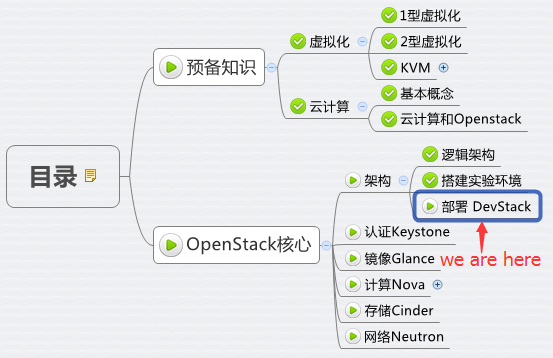 目录
预备知识
虚拟化
1型虚拟化
2型虚拟化
KVM
云计算
基本概念
云计算和Openstack
OpenStack核心
架构
逻辑架构
搭建实验环境
部署 DevStack
we are here
认证Keystone
镜像Glance
计算Nova
存储Cinder
网络Neutron